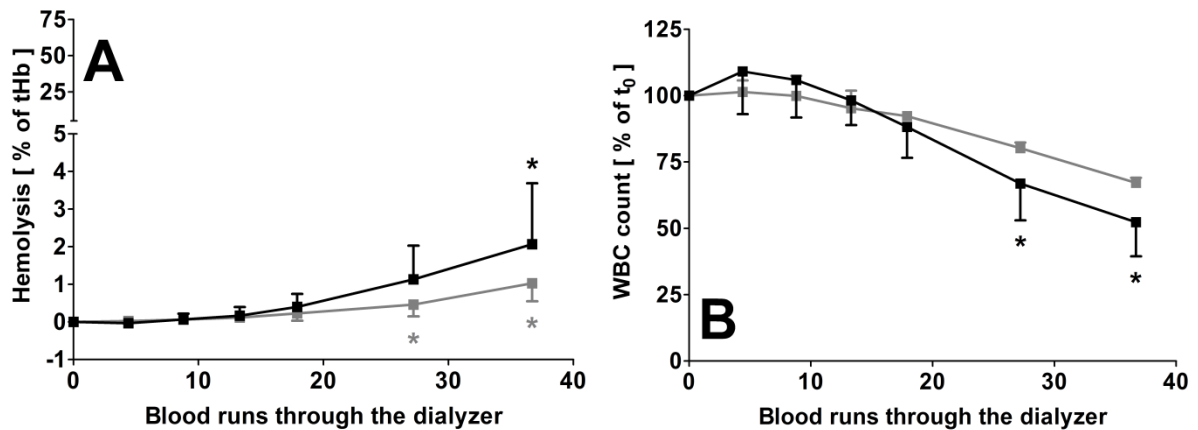 A
Hemolysis [ % of tHb ]
75
50
25
5
4
3
2
1
0
-1
*
*
*
0 10 20 30 40
Blood runs through the dialyzer
B
WBC count [ % of t₀ ]
125
100
75
50
25
0
*
*
0 10 20 30 40
Blood runs through the dialyzer